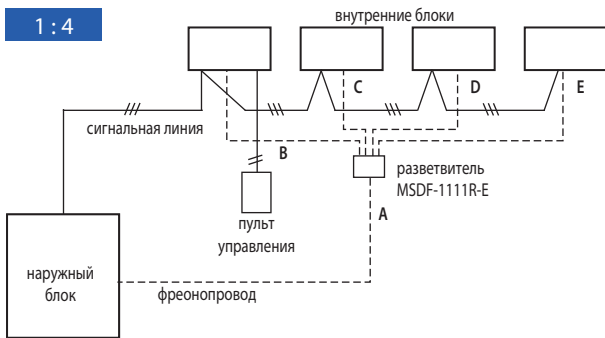 1 : 4
внутренние блоки
C
D
E
сигнальная линия
B
разветвитель
MSDF-1111R-E
A
пульт
управления
наружный
блок
фреонопровод